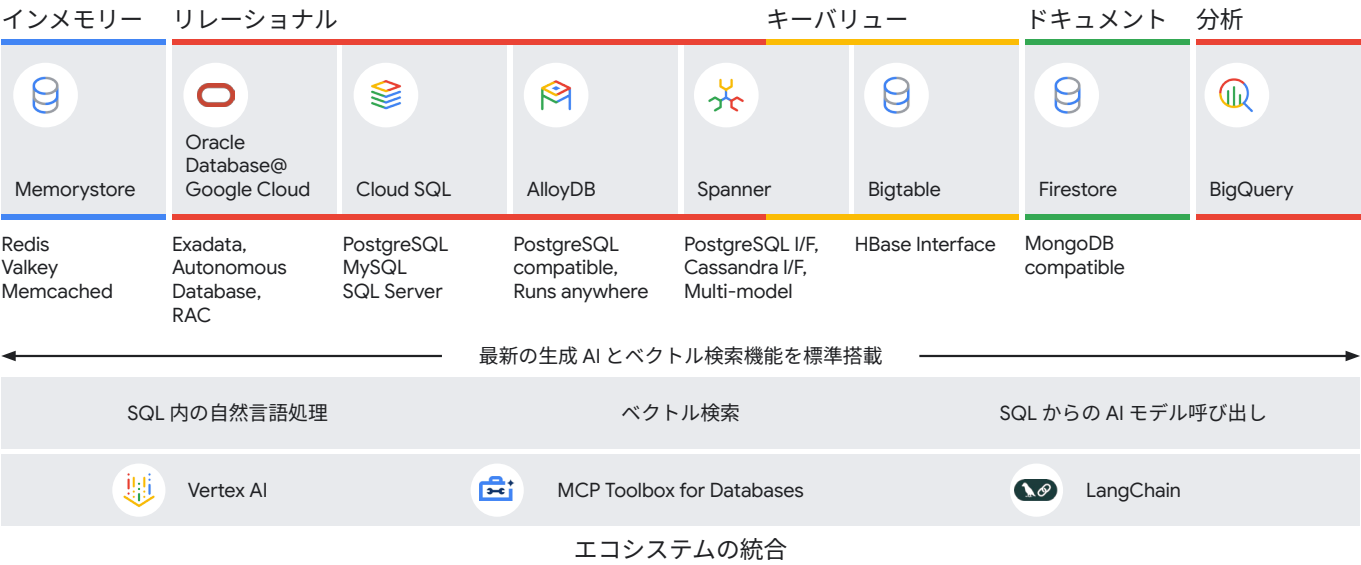 インメモリー
リレーショナル
キーバリュー
ドキュメント
分析
Memorystore
Oracle
Database@
Google Cloud
Cloud SQL
AlloyDB
Spanner
Bigtable
Firestore
BigQuery
Redis
Valkey
Memcached
Exadata,
Autonomous
Database,
RAC
PostgreSQL
MySQL
SQL Server
PostgreSQL
compatible,
Runs anywhere
PostgreSQL I/F,
Cassandra I/F,
Multi-model
HBase Interface
MongoDB
compatible
最新の生成 AI とベクトル検索機能を標準搭載
SQL 内の自然言語処理
ベクトル検索
SQL からの AI モデル呼び出し
Vertex AI
MCP Toolbox for Databases
LangChain
エコシステムの統合